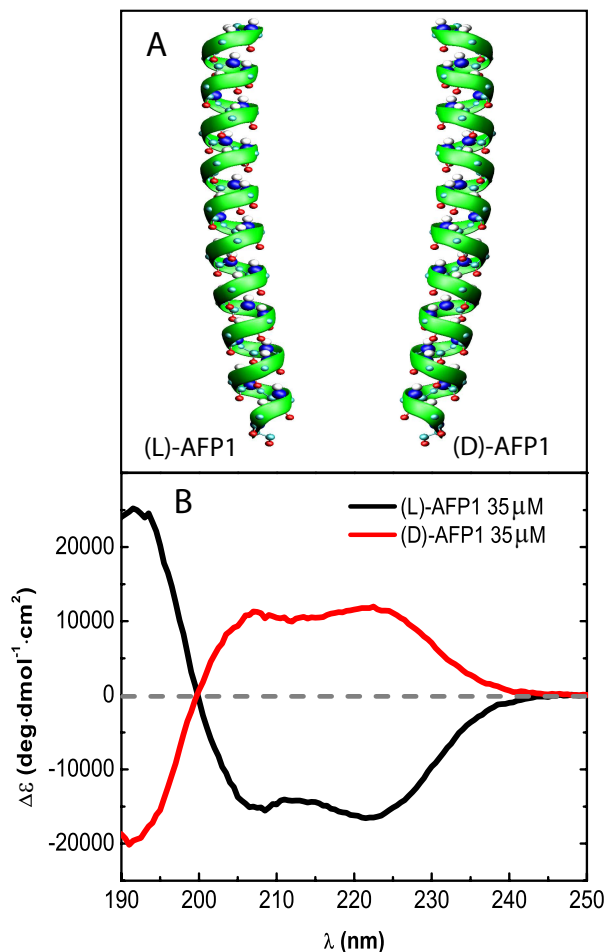 A
(L)-AFP1
(D)-AFP1
B
(L)-AFP1 35μM
(D)-AFP1 35μM
20000
10000
0
-10000
-20000
Δε (deg·dmol⁻¹·cm²)
190 200 210 220 230 240 250
λ (nm)